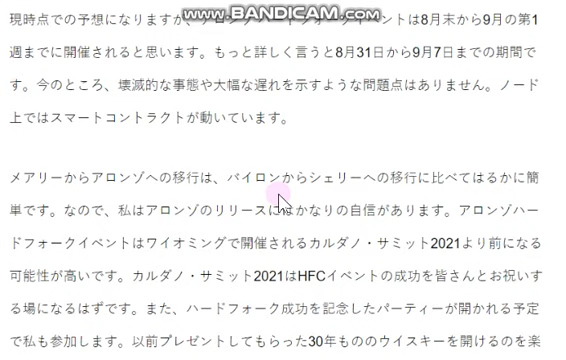 www.BANDICAM.com
現時点での予想になりますが、アロンゾハードフォークイベントは8月末から9月の第1
週までに開催されると思います。もっと詳しく言うと8月31日から9月7日までの期間で
す。今のところ、壊滅的な事態や大幅な遅れを示すような問題点はありません。ノード
上ではスマートコントラクトが動いています。
メアリーからアロンゾへの移行は、バイロンからシェリーへの移行に比べてはるかに簡
単です。なので、私はアロンゾのリリースにはかなりの自信があります。アロンゾハー
ドフォークイベントはワイオミングで開催されるカルダノ・サミット2021より前になる
可能性が高いです。カルダノ・サミット2021はHFCイベントの成功を皆さんとお祝いす
る場になるはずです。また、ハードフォーク成功を記念したパーティーが開かれる予定
で私も参加します。以前プレゼントしてもらった30年もののウイスキーを開けるのを楽